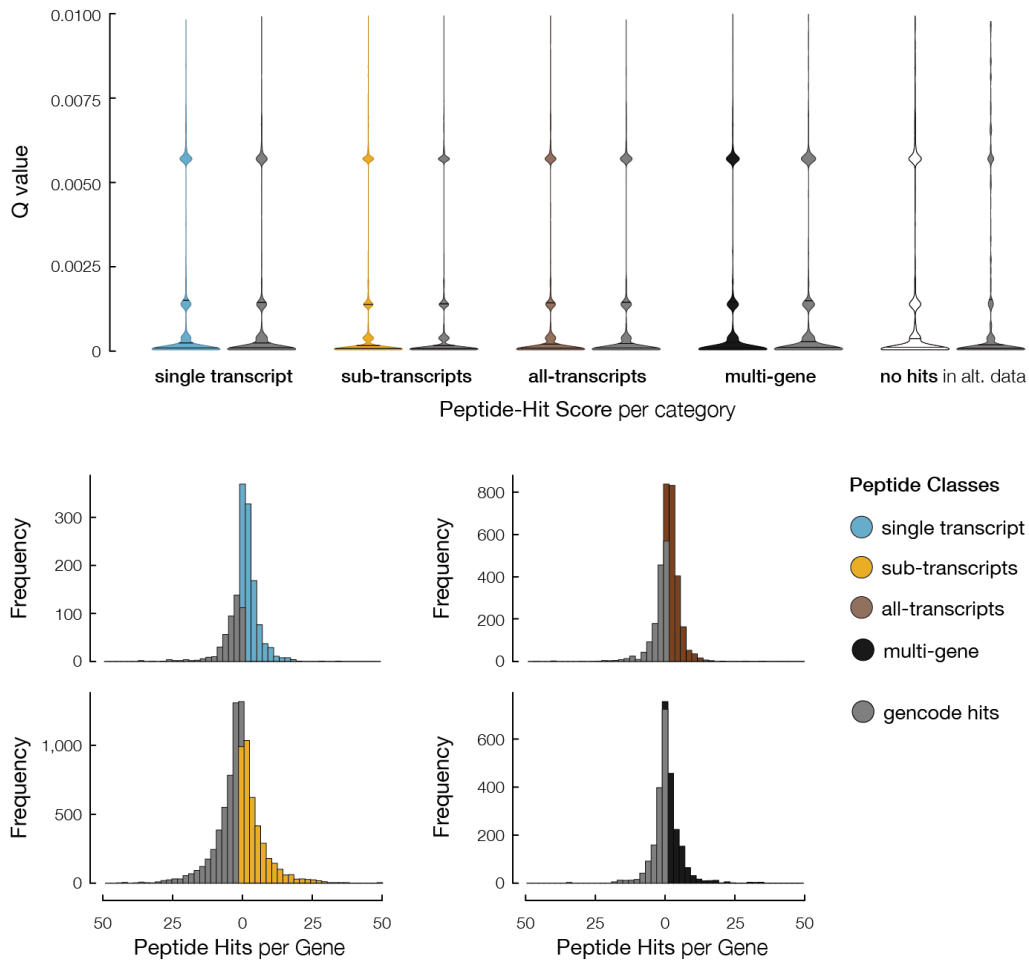 0.0100
0.0075
0.0050
0.0025
0
Q value
single transcript
sub-transcripts
all-transcripts
multi-gene
no hits in alt. data
Peptide-Hit Score per category
Frequency
300
200
100
0
Frequency
800
600
400
200
0
Peptide Classes
single transcript
sub-transcripts
all-transcripts
multi-gene
gencode hits
Frequency
1,000
500
0
50 25 0 25 50
Peptide Hits per Gene
Frequency
600
400
200
0
50 25 0 25 50
Peptide Hits per Gene